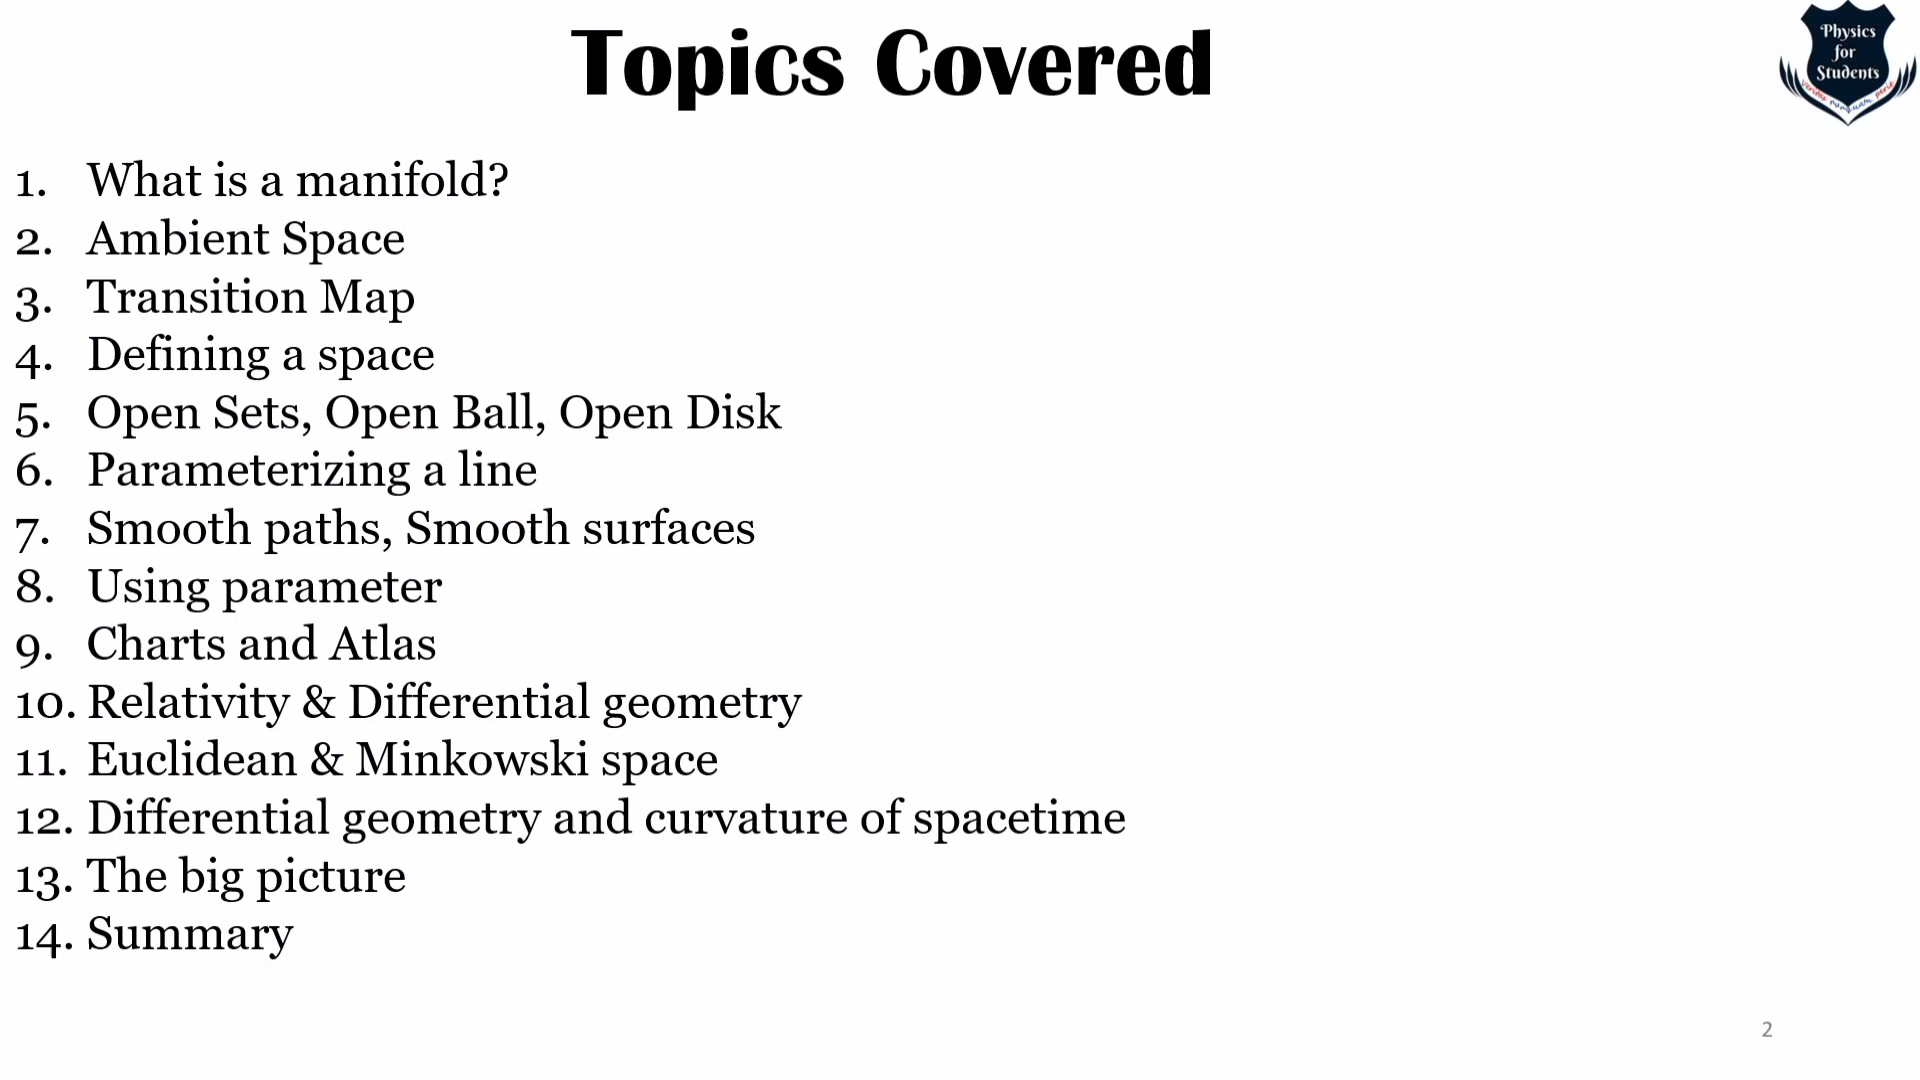 Topics Covered
Physics
for
Students
veritas numquam perit
1. What is a manifold?
2. Ambient Space
3. Transition Map
4. Defining a space
5. Open Sets, Open Ball, Open Disk
6. Parameterizing a line
7. Smooth paths, Smooth surfaces
8. Using parameter
9. Charts and Atlas
10. Relativity & Differential geometry
11. Euclidean & Minkowski space
12. Differential geometry and curvature of spacetime
13. The big picture
14. Summary
2